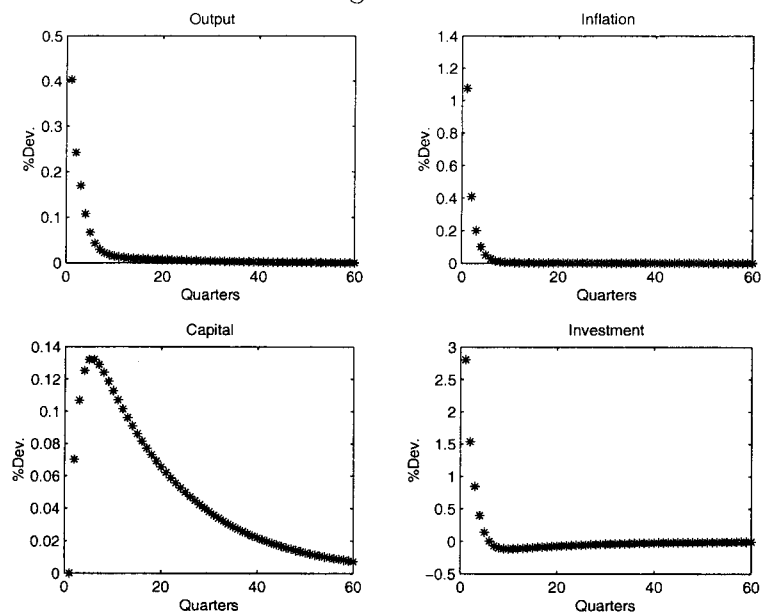 Output
0.5
0.4
0.3
0.2
0.1
0
%Dev.
0 20 40 60
Quarters
Inflation
1.4
1.2
1
0.8
0.6
0.4
0.2
0
%Dev.
0 20 40 60
Quarters
Capital
0.14
0.12
0.1
0.08
0.06
0.04
0.02
0
%Dev.
0 20 40 60
Quarters
Investment
3
2.5
2
1.5
1
0.5
0
-0.5
%Dev.
0 20 40 60
Quarters